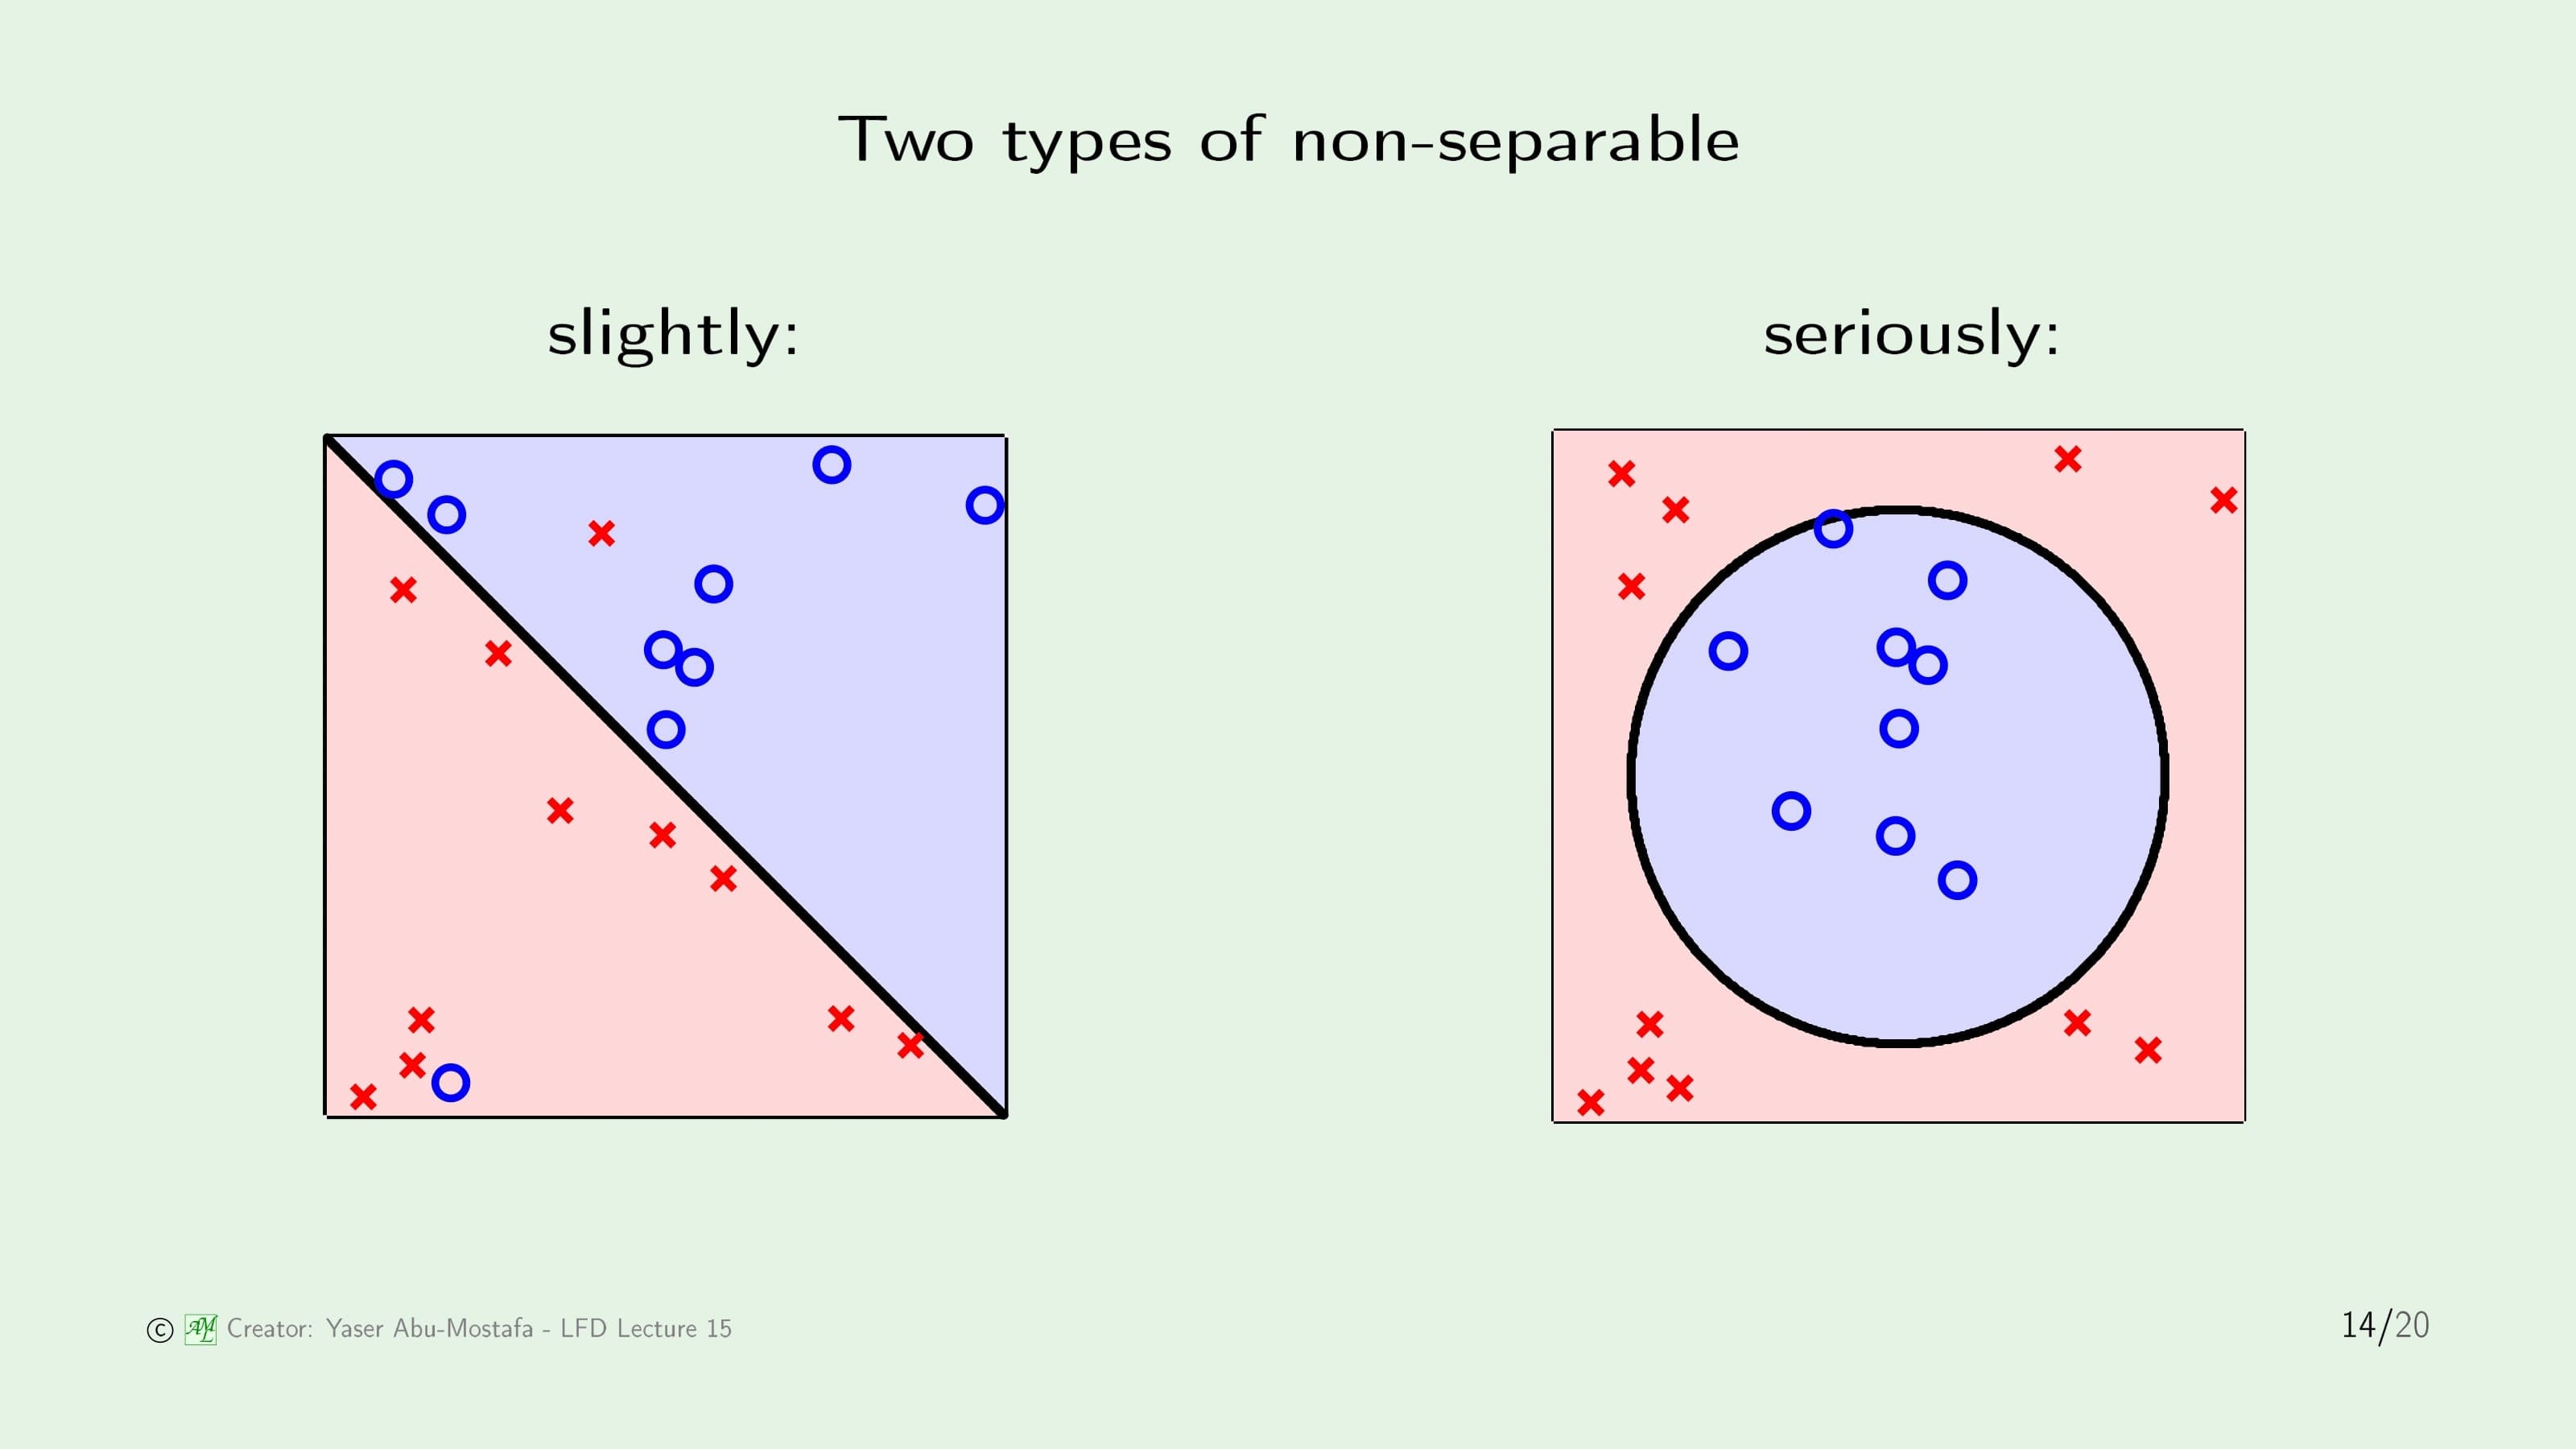 Two types of non-separable
slightly:
seriously:
© AML Creator: Yaser Abu-Mostafa - LFD Lecture 15
14/20